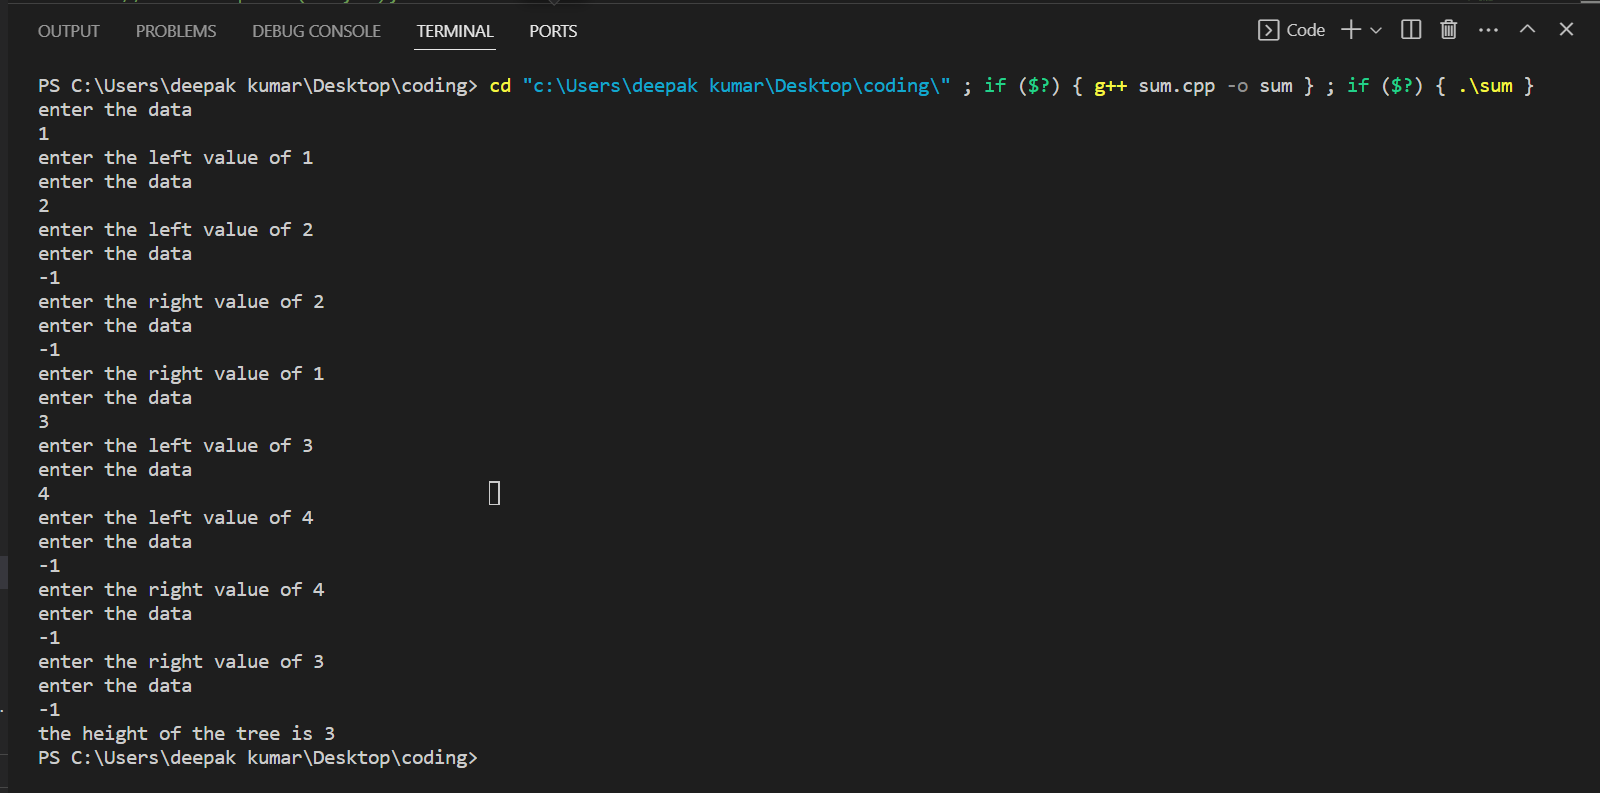 OUTPUT PROBLEMS DEBUG CONSOLE TERMINAL PORTS Code
PS C:\Users\deepak kumar\Desktop\coding> cd "c:\Users\deepak kumar\Desktop\coding\" ; if ($?) { g++ sum.cpp -o sum } ; if ($?) { .\sum }
enter the data
1
enter the left value of 1
enter the data
2
enter the left value of 2
enter the data
-1
enter the right value of 2
enter the data
-1
enter the right value of 1
enter the data
3
enter the left value of 3
enter the data
4
enter the left value of 4
enter the data
-1
enter the right value of 4
enter the data
-1
enter the right value of 3
enter the data
-1
the height of the tree is 3
PS C:\Users\deepak kumar\Desktop\coding>